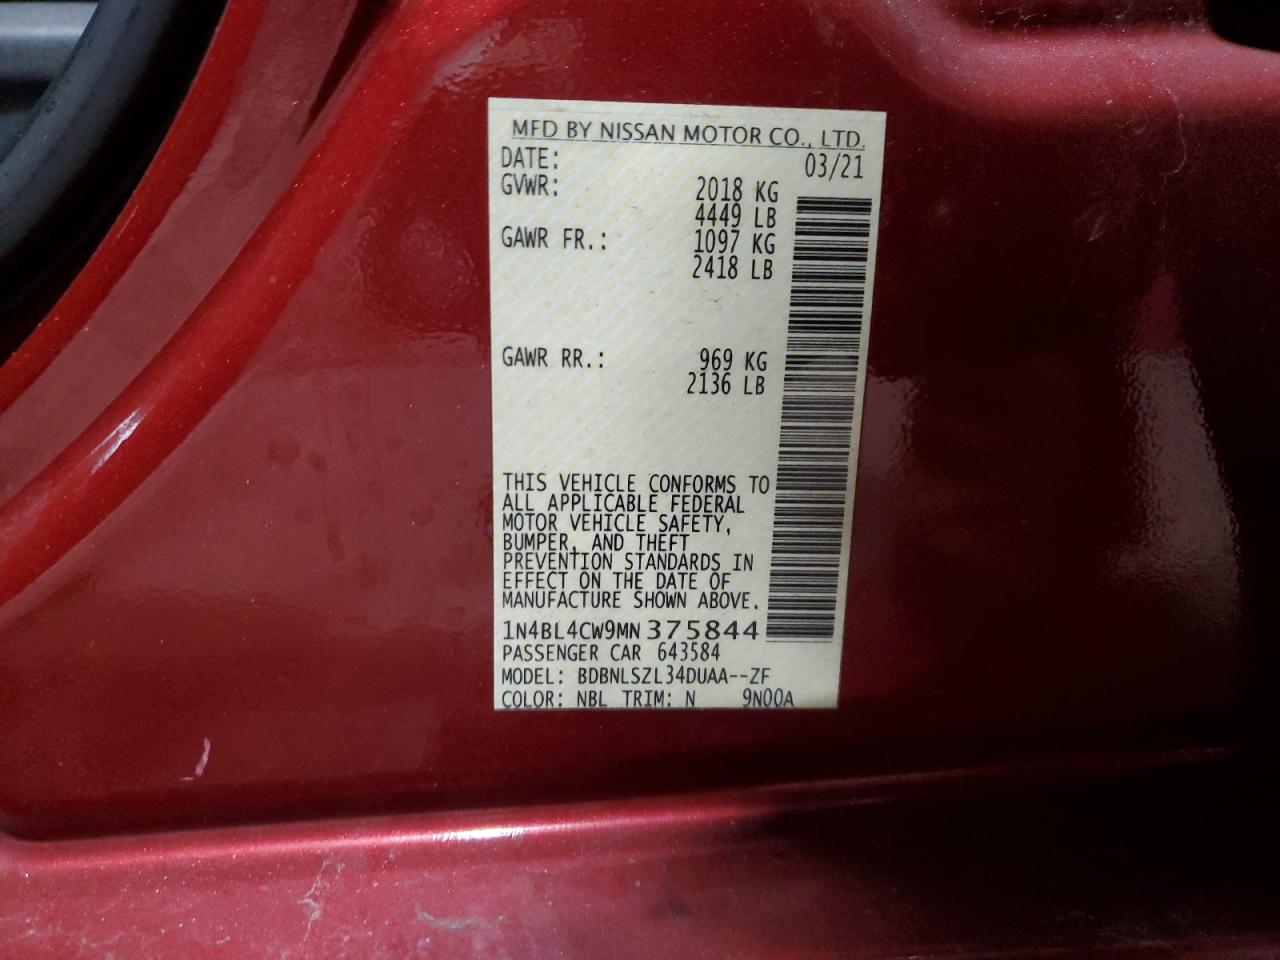 MFD BY NISSAN MOTOR CO., LTD.
DATE: 03/21
GVWR: 2018 KG
4449 LB
GAWR FR.: 1097 KG
2418 LB
GAWR RR.: 969 KG
2136 LB
THIS VEHICLE CONFORMS TO
ALL APPLICABLE FEDERAL
MOTOR VEHICLE SAFETY,
BUMPER, AND THEFT
PREVENTION STANDARDS IN
EFFECT ON THE DATE OF
MANUFACTURE SHOWN ABOVE.
1N4BL4CW9MN375844
PASSENGER CAR 643584
MODEL: BDBNLSZL34DUAA--ZF
COLOR: NBL TRIM: N 9N00A